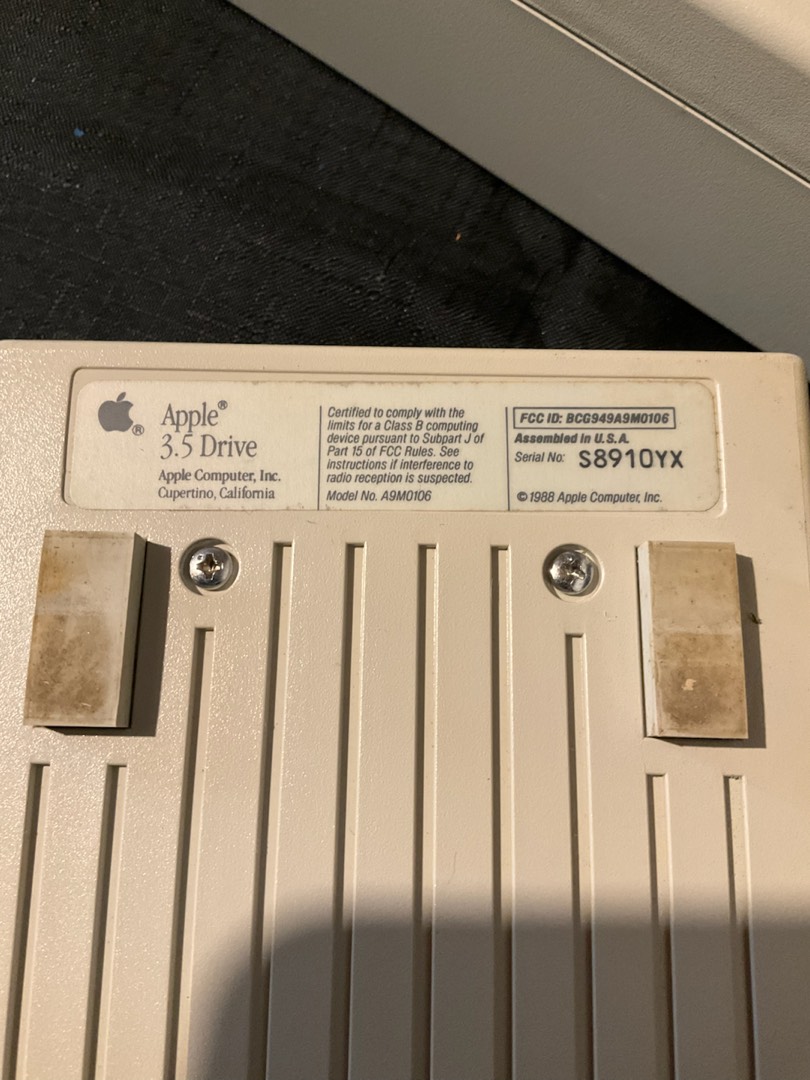 Apple®
3.5 Drive
Apple Computer, Inc.
Cupertino, California
Certified to comply with the
limits for a Class B computing
device pursuant to Subpart J of
Part 15 of FCC Rules. See
instructions if interference to
radio reception is suspected.
Model No. A9M0106
FCC ID: BCG949A9M0106
Assembled in U.S.A.
Serial No: S8910YX
©1988 Apple Computer, Inc.
®